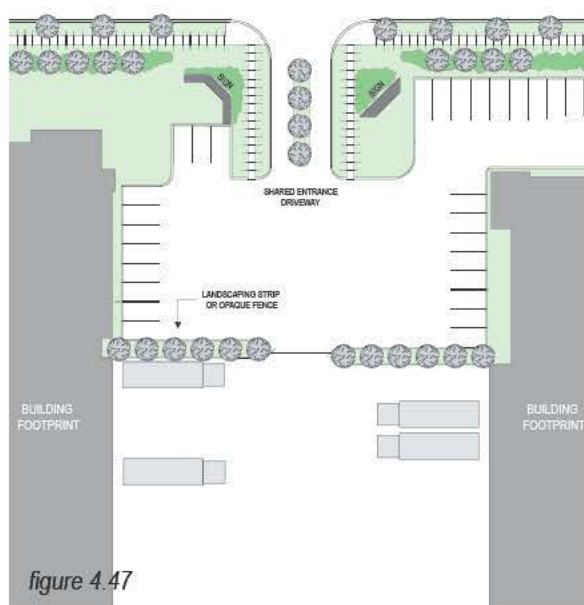 SIGN
SIGN
SHARED ENTRANCE
DRIVEWAY
LANDSCAPING STRIP
OR OPAQUE FENCE
BUILDING
FOOTPRINT
BUILDING
FOOTPRINT
figure 4.47